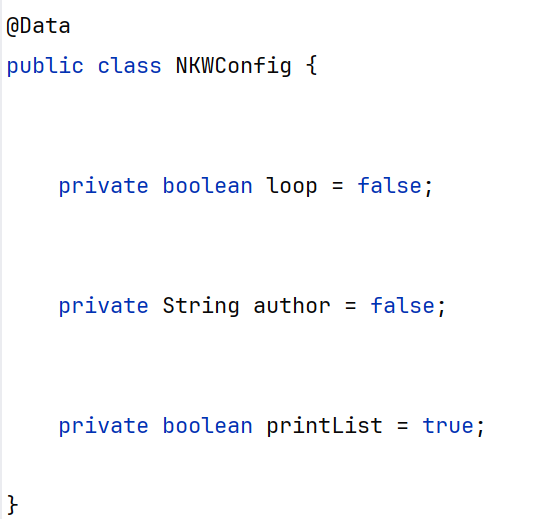 @Data
public class NKWConfig {
private boolean loop = false;
private String author = false;
private boolean printList = true;
}